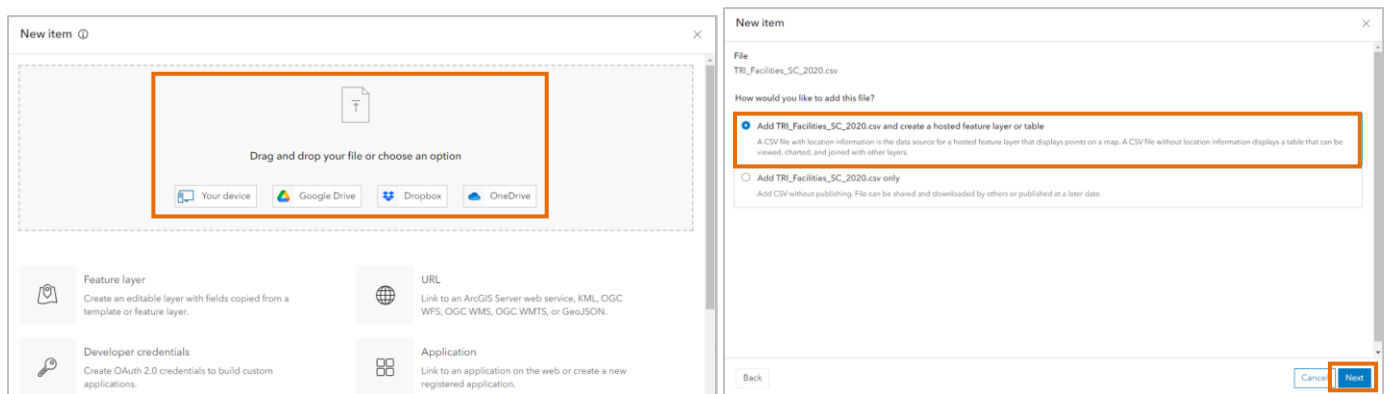 New item
Drag and drop your file or choose an option
Your device
Google Drive
Dropbox
OneDrive
Feature layer
Create an editable layer with fields copied from a
template or feature layer.
URL
Link to an ArcGIS Server web service, KML, OGC
WFS, OGC WMS, OGC WMTS, or GeoJSON.
Developer credentials
Create OAuth 2.0 credentials to build custom
applications.
Application
Link to an application on the web or create a new
registered application.
New item
File
TRI_Facilities_SC_2020.csv
How would you like to add this file?
Add TRI_Facilities_SC_2020.csv and create a hosted feature layer or table
A CSV file with location information is the data source for a hosted feature layer that displays points on a map. A CSV file without location information displays a table that can be
viewed, charted, and joined with other layers.
Add TRI_Facilities_SC_2020.csv only
Add CSV without publishing. File can be shared and downloaded by others or published at a later date.
Back
Cancel
Next